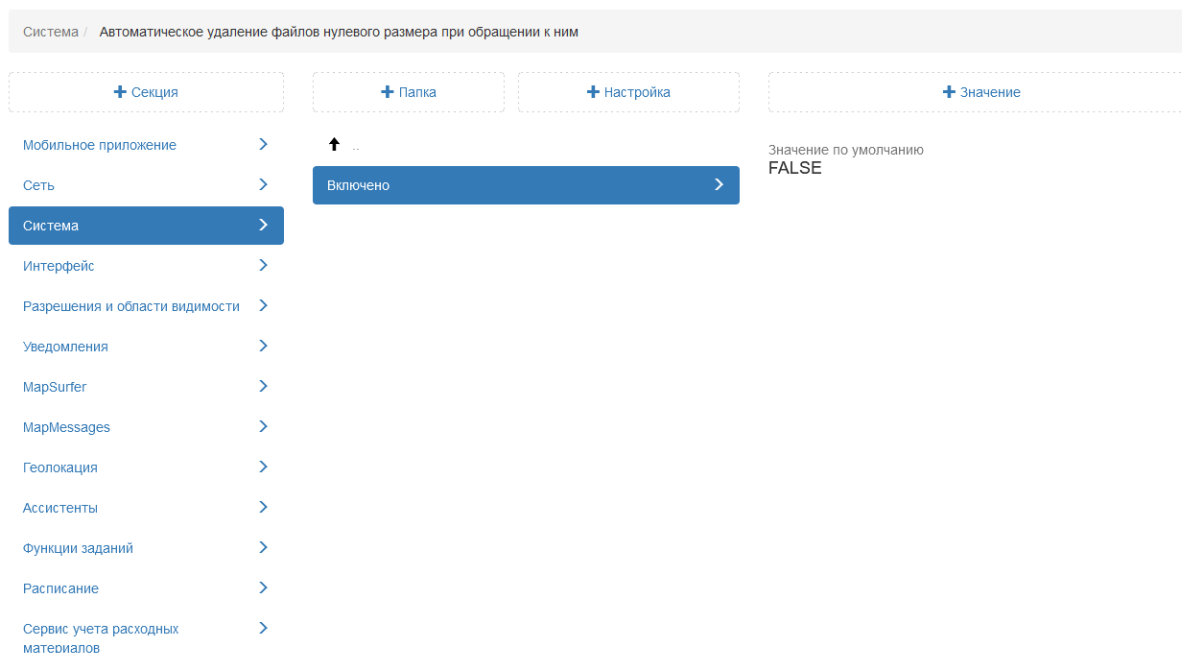 Система / Автоматическое удаление файлов нулевого размера при обращении к ним
+ Секция
+ Папка
+ Настройка
+ Значение
Мобильное приложение
Сеть
Система
Интерфейс
Разрешения и области видимости
Уведомления
MapSurfer
MapMessages
Геолокация
Ассистенты
Функции заданий
Расписание
Сервис учета расходных
материалов
..
Включено
Значение по умолчанию
FALSE